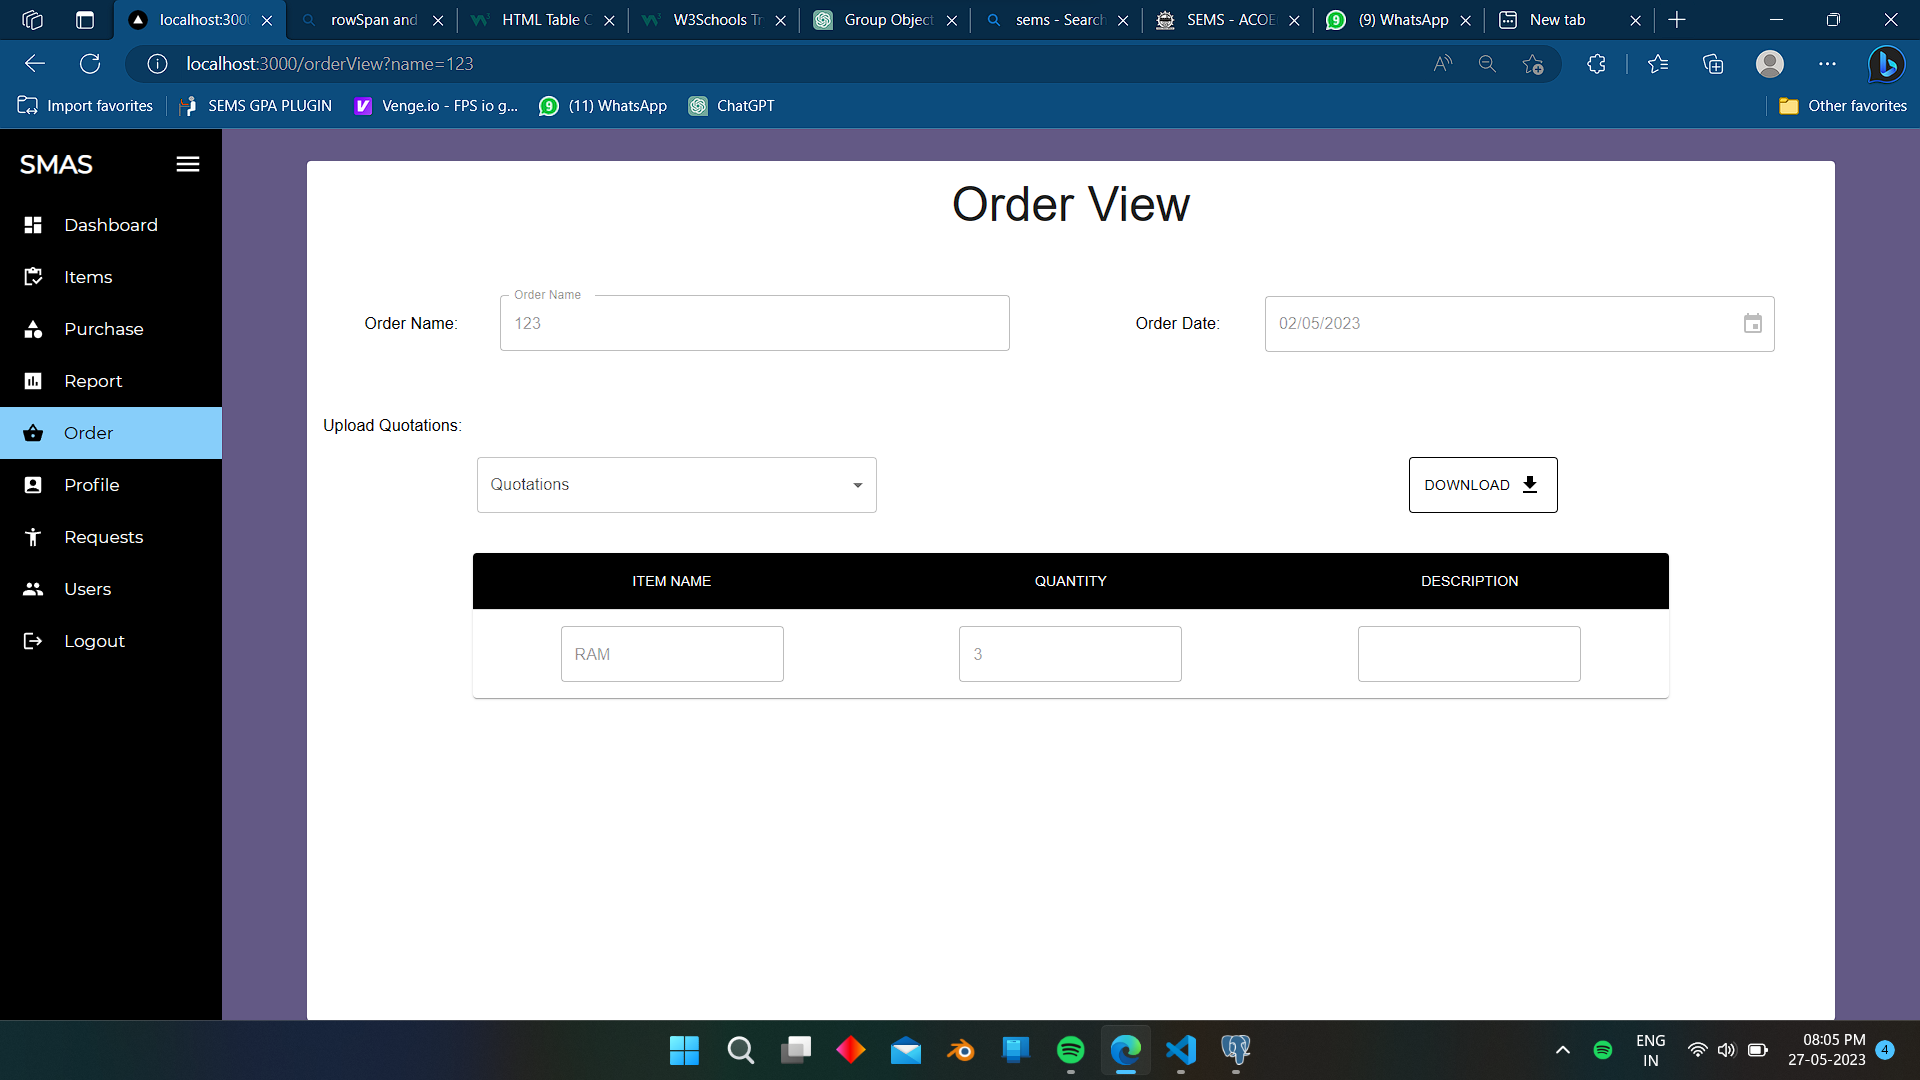 localhost:300
rowSpan and
HTML Table C
W3Schools Tr
Group Object
sems - Search
SEMS - ACOE
(9) WhatsApp
New tab
localhost:3000/orderView?name=123
Import favorites
SEMS GPA PLUGIN
Venge.io - FPS io g...
(11) WhatsApp
ChatGPT
Other favorites
SMAS
Dashboard
Items
Purchase
Report
Order
Profile
Requests
Users
Logout
Order View
Order Name:
Order Name
123
Order Date:
02/05/2023
Upload Quotations:
Quotations
DOWNLOAD
ITEM NAME QUANTITY DESCRIPTION
RAM 3
ENG
IN
08:05 PM
27-05-2023
4